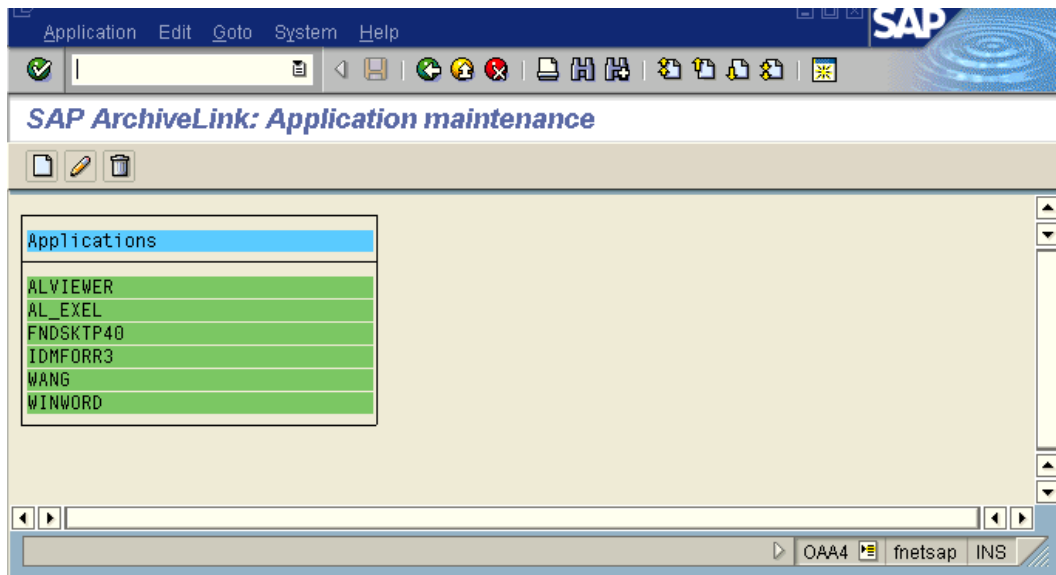 Application Edit Goto System Help
SAP
SAP ArchiveLink: Application maintenance
Applications
ALVIEWER
AL_EXEL
FNDSKTP40
IDMFORR3
WANG
WINWORD
OAA4 fnetsap INS